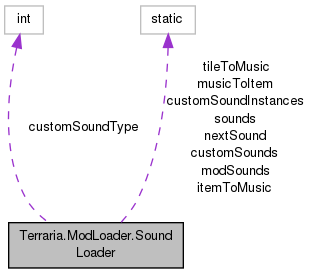 int
static
tileToMusic
musicToItem
customSoundInstances
customSoundType
sounds
nextSound
customSounds
modSounds
itemToMusic
Terraria.ModLoader.Sound
Loader